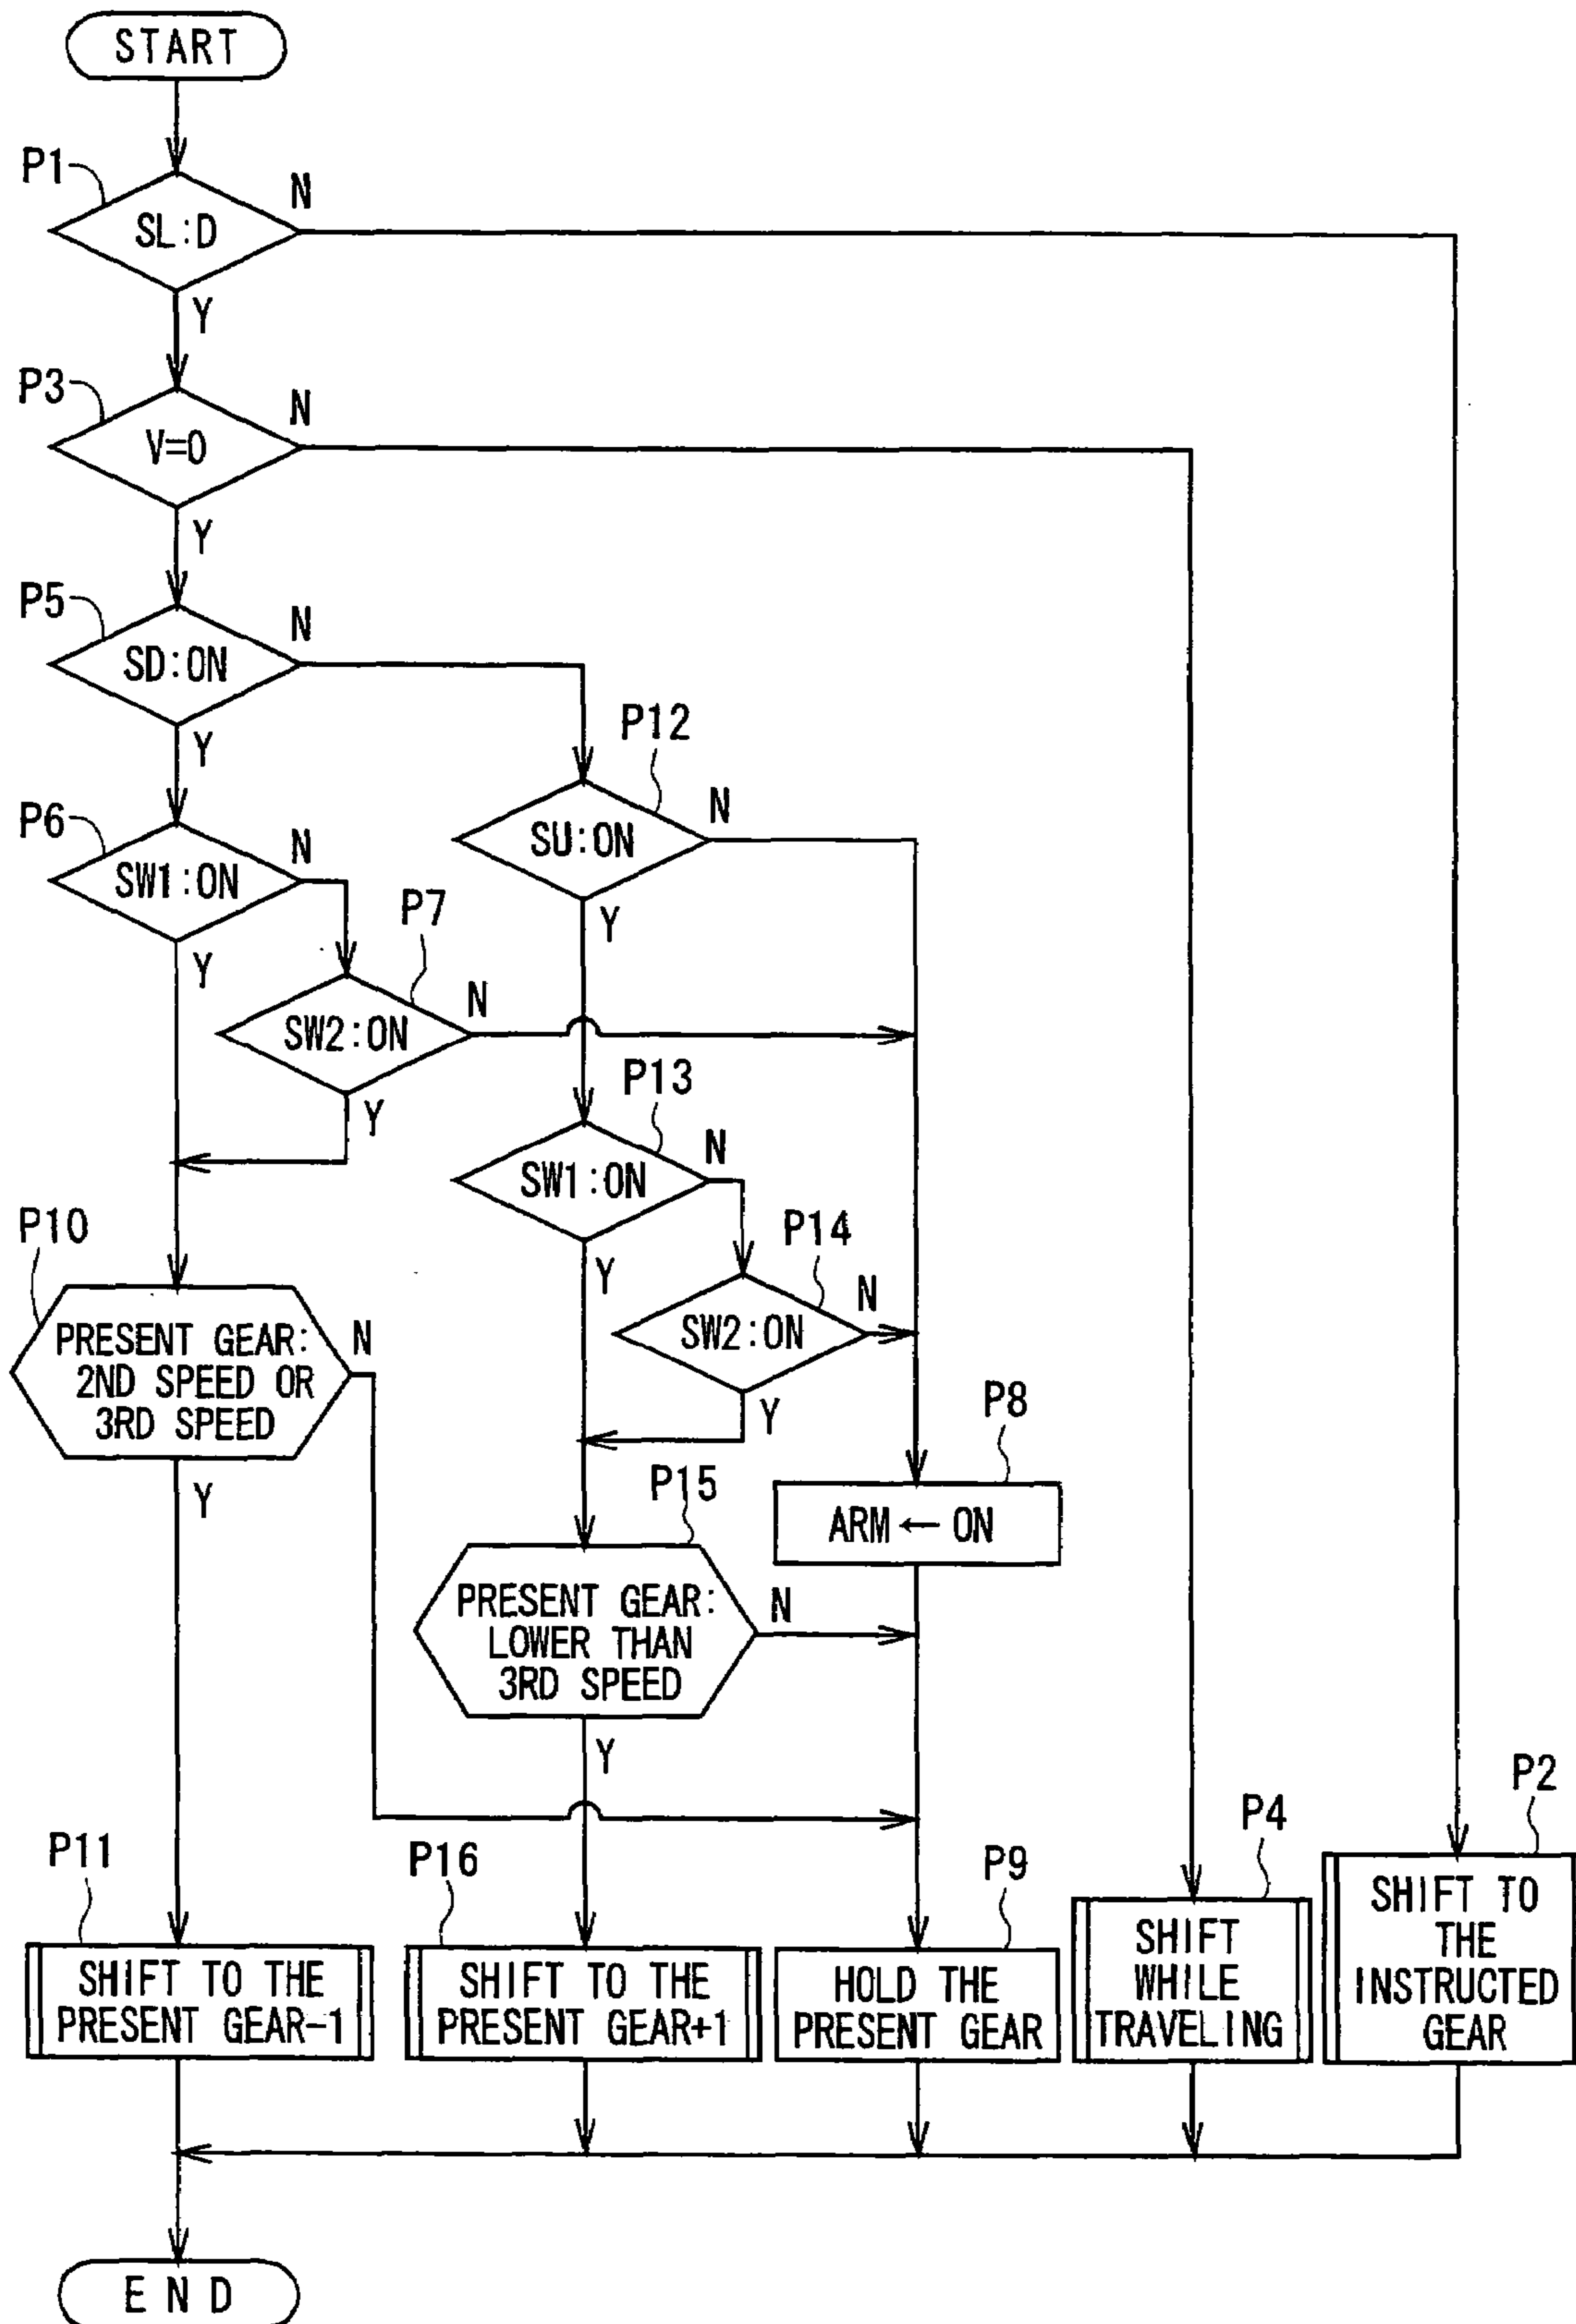 START
P1
SL:D
N
Y
P3
V=0
N
Y
P5
SD:ON
N
Y
P12
SU:ON
N
Y
P6
SW1:ON
N
Y
P7
SW2:ON
N
Y
P13
SW1:ON
N
Y
P14
SW2:ON
N
Y
P10
PRESENT GEAR:
2ND SPEED OR
3RD SPEED
N
Y
P8
ARM ← ON
P15
PRESENT GEAR:
LOWER THAN
3RD SPEED
N
Y
P11
SHIFT TO THE
PRESENT GEAR-1
P16
SHIFT TO THE
PRESENT GEAR+1
P9
HOLD THE
PRESENT GEAR
P4
SHIFT
WHILE
TRAVELING
P2
SHIFT TO
THE
INSTRUCTED
GEAR
END